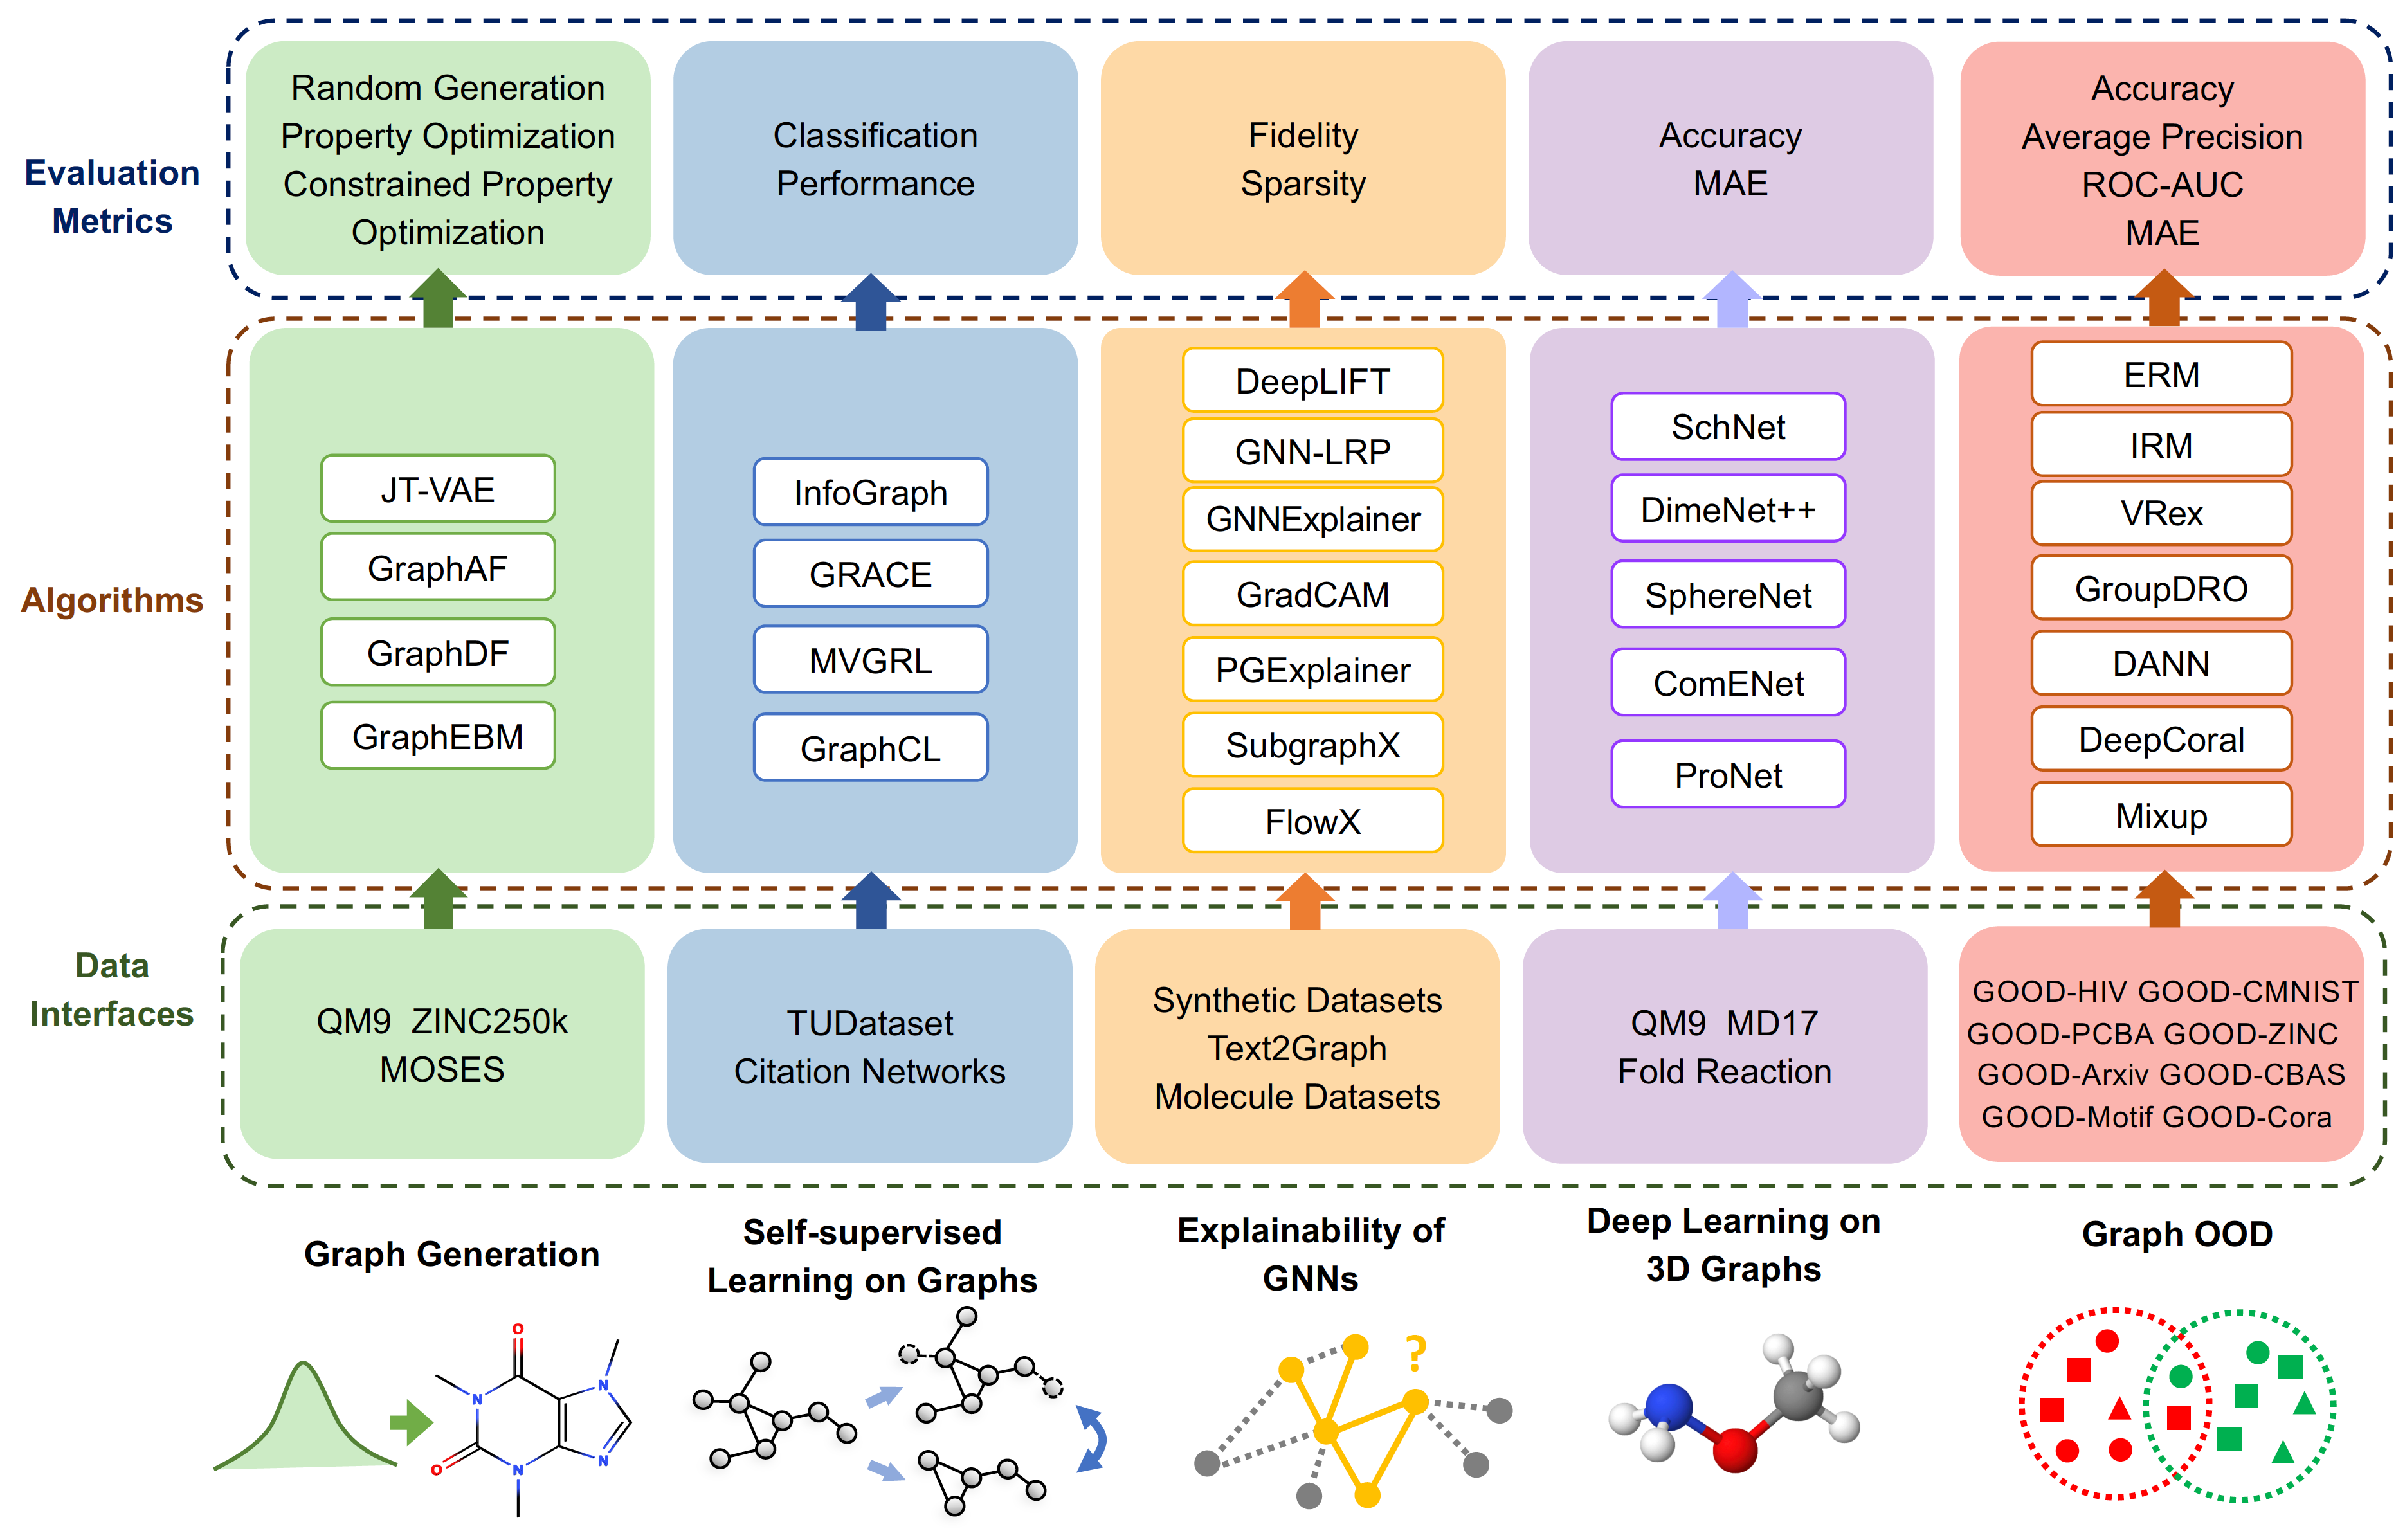 Evaluation
Metrics
Random Generation
Property Optimization
Constrained Property
Optimization
Classification
Performance
Fidelity
Sparsity
Accuracy
MAE
Accuracy
Average Precision
ROC-AUC
MAE
Algorithms
JT-VAE
GraphAF
GraphDF
GraphEBM
InfoGraph
GRACE
MVGRL
GraphCL
DeepLIFT
GNN-LRP
GNNExplainer
GradCAM
PGExplainer
SubgraphX
FlowX
SchNet
DimeNet++
SphereNet
ComENet
ProNet
ERM
IRM
VRex
GroupDRO
DANN
DeepCoral
Mixup
Data
Interfaces
QM9 ZINC250k
MOSES
TUDataset
Citation Networks
Synthetic Datasets
Text2Graph
Molecule Datasets
QM9 MD17
Fold Reaction
GOOD-HIV GOOD-CMNIST
GOOD-PCBA GOOD-ZINC
GOOD-Arxiv GOOD-CBAS
GOOD-Motif GOOD-Cora
Graph Generation
Self-supervised
Learning on Graphs
Explainability of
GNNs
Deep Learning on
3D Graphs
Graph OOD
O
N
N
O
N
N
?